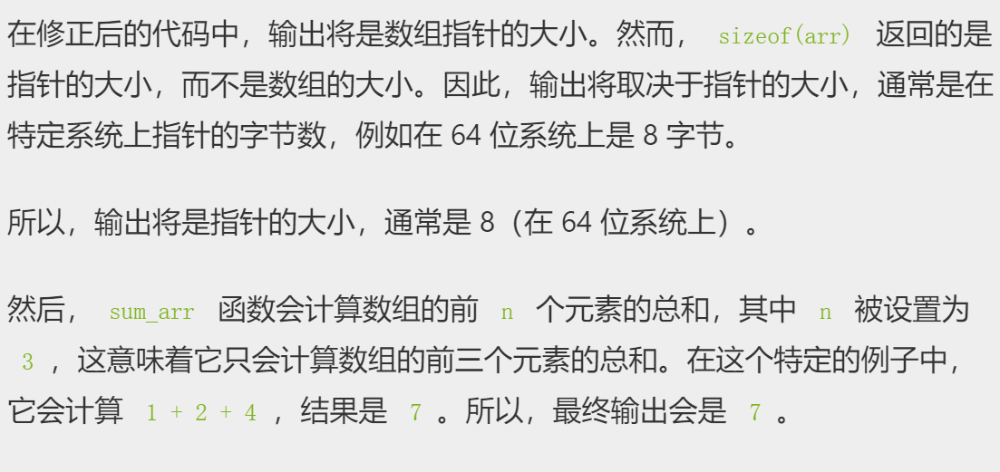 在修正后的代码中，输出将是数组指针的大小。然而， sizeof(arr) 返回的是
指针的大小，而不是数组的大小。因此，输出将取决于指针的大小，通常是在
特定系统上指针的字节数，例如在 64 位系统上是 8 字节。
所以，输出将是指针的大小，通常是 8（在 64 位系统上）。
然后， sum_arr 函数会计算数组的前 n 个元素的总和，其中 n 被设置为
3 ，这意味着它只会计算数组的前三个元素的总和。在这个特定的例子中，
它会计算 1 + 2 + 4 ，结果是 7 。所以，最终输出会是 7 。